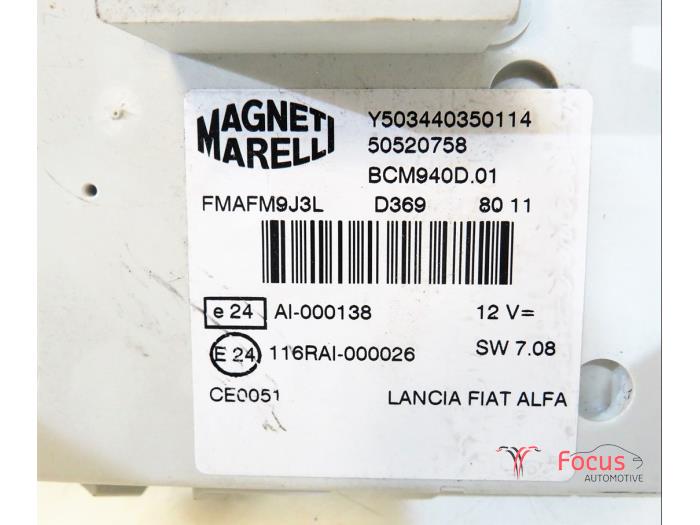 MAGNETI
MARELLI
Y503440350114
50520758
BCM940D.01
FMAFM9J3L D369 80 11
e 24 AI-000138 12 V=
E 24 116RAI-000026 SW 7.08
CE0051 LANCIA FIAT ALFA
Focus
AUTOMOTIVE